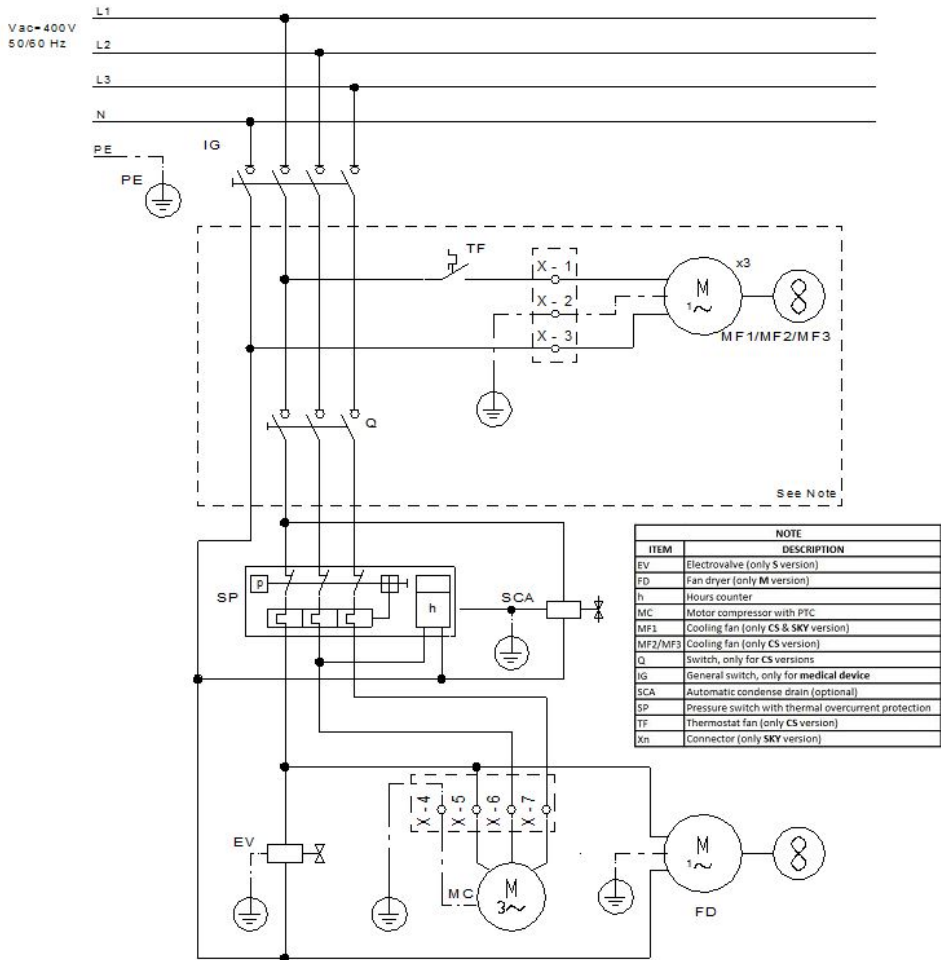 L1
Vac=400V
50/60 Hz
L2
L3
N
PE
IG
PE
TF
X - 1
x3
M
1~
X - 2
X - 3
MF1/MF2/MF3
Q
See Note
NOTE
ITEM DESCRIPTION
EV Electrovalve (only S version)
FD Fan dryer (only M version)
h Hours counter
MC Motor compressor with PTC
MF1 Cooling fan (only CS & SKY version)
MF2/MF3 Cooling fan (only CS version)
Q Switch, only for CS versions
IG General switch, only for medical device
SCA Automatic condense drain (optional)
SP Pressure switch with thermal overcurrent protection
TF Thermostat fan (only CS version)
Xn Connector (only SKY version)
SP
p
h
SCA
X - 4
X - 5
X - 6
X - 7
EV
MC
M
3~
M
1~
FD